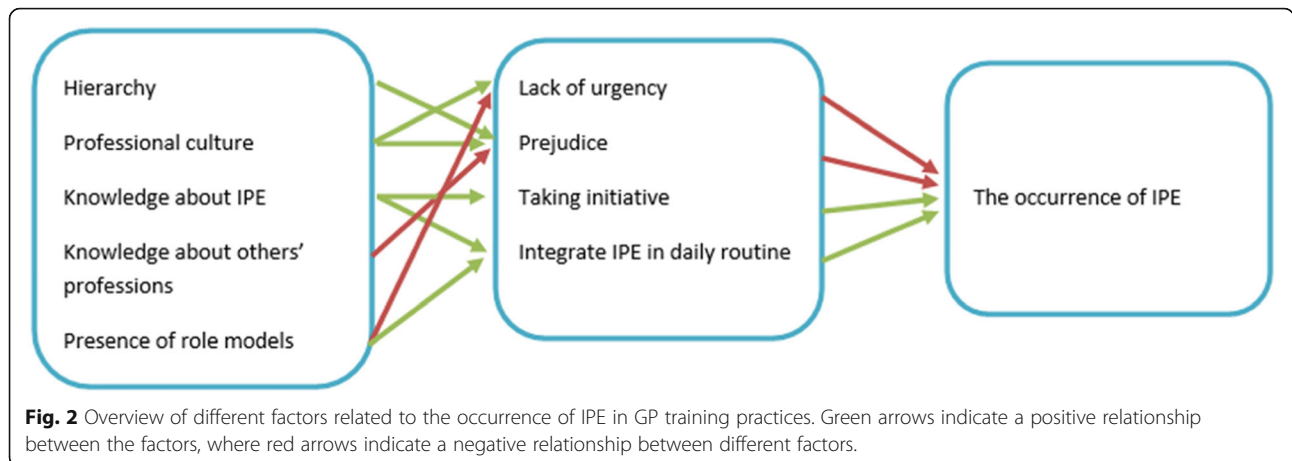 Hierarchy
Professional culture
Knowledge about IPE
Knowledge about others'
professions
Presence of role models
Lack of urgency
Prejudice
Taking initiative
Integrate IPE in daily routine
The occurrence of IPE
Fig. 2 Overview of different factors related to the occurrence of IPE in GP training practices. Green arrows indicate a positive relationship
between the factors, where red arrows indicate a negative relationship between different factors.